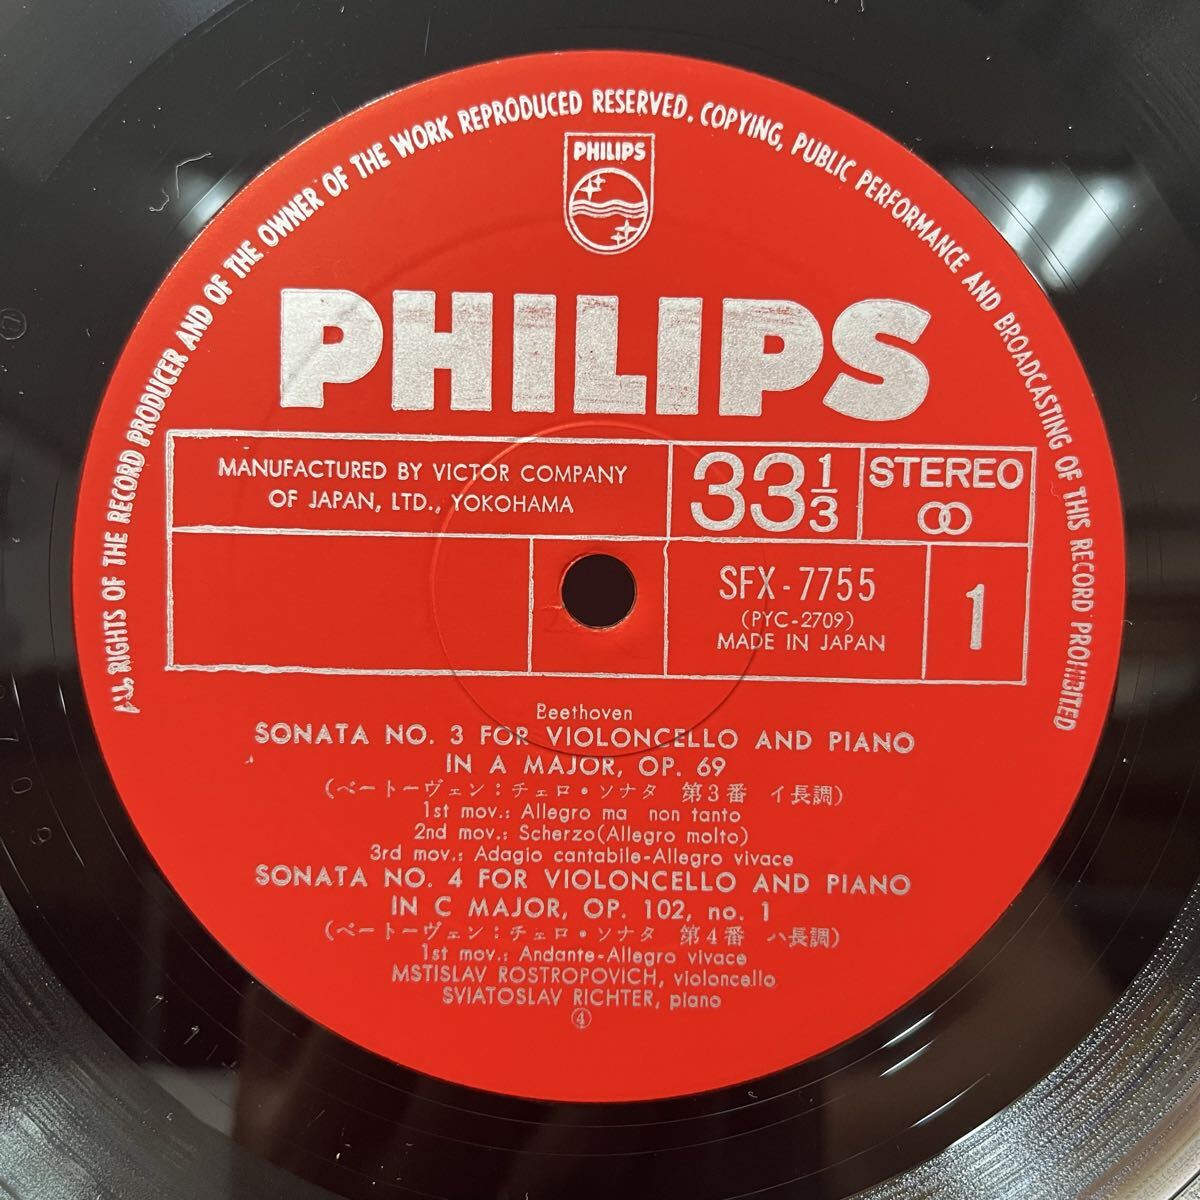 ALL RIGHTS OF THE RECORD PRODUCER AND OF THE OWNER OF THE WORK REPRODUCED RESERVED. COPYING, PUBLIC PERFORMANCE AND BROADCASTING OF THIS RECORD PROHIBITED
PHILIPS
PHILIPS
MANUFACTURED BY VICTOR COMPANY
OF JAPAN, LTD., YOKOHAMA
33 1/3
STEREO
SFX-7755
(PYC-2709)
MADE IN JAPAN
1
Beethoven
SONATA NO. 3 FOR VIOLONCELLO AND PIANO
IN A MAJOR, OP. 69
(ベートーヴェン:チェロ・ソナタ 第3番 イ長調)
1st mov.: Allegro ma non tanto
2nd mov.: Scherzo(Allegro molto)
3rd mov.: Adagio cantabile-Allegro vivace
SONATA NO. 4 FOR VIOLONCELLO AND PIANO
IN C MAJOR, OP. 102, no. 1
(ベートーヴェン:チェロ・ソナタ 第4番 ハ長調)
1st mov.: Andante-Allegro vivace
MSTISLAV ROSTROPOVICH, violoncello
SVIATOSLAV RICHTER, piano
④